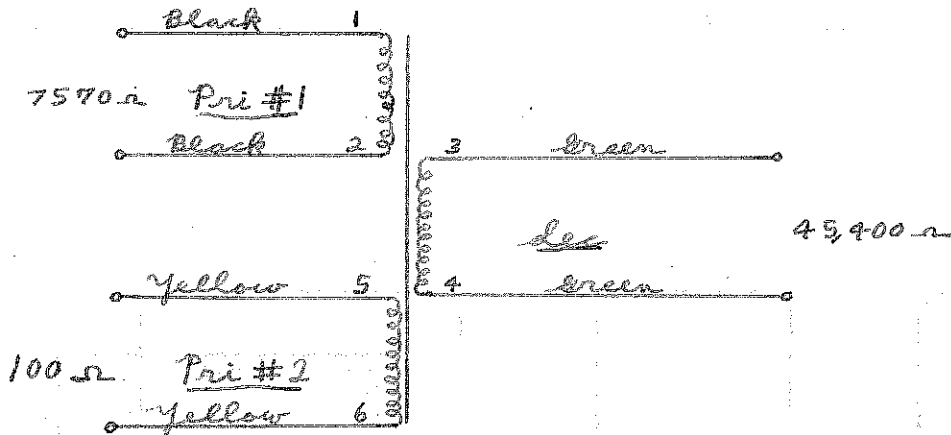 Black 1
7570 Ω Pri #1
Black 2
3 Green
Sec
45,400 Ω
4 Green
Yellow 5
100 Ω Pri #2
Yellow 6